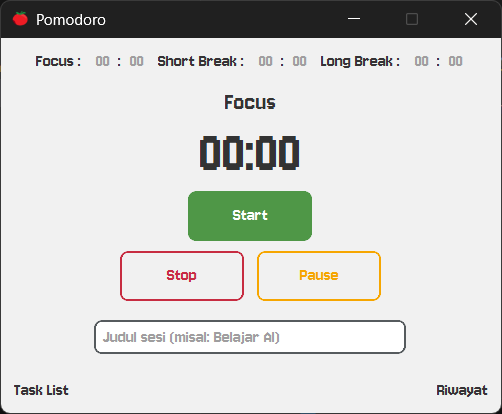 Pomodoro
Focus : 00 : 00 Short Break : 00 : 00 Long Break : 00 : 00
Focus
00:00
Start
Stop Pause
Judul sesi (misal: Belajar AI)
Task List Riwayat